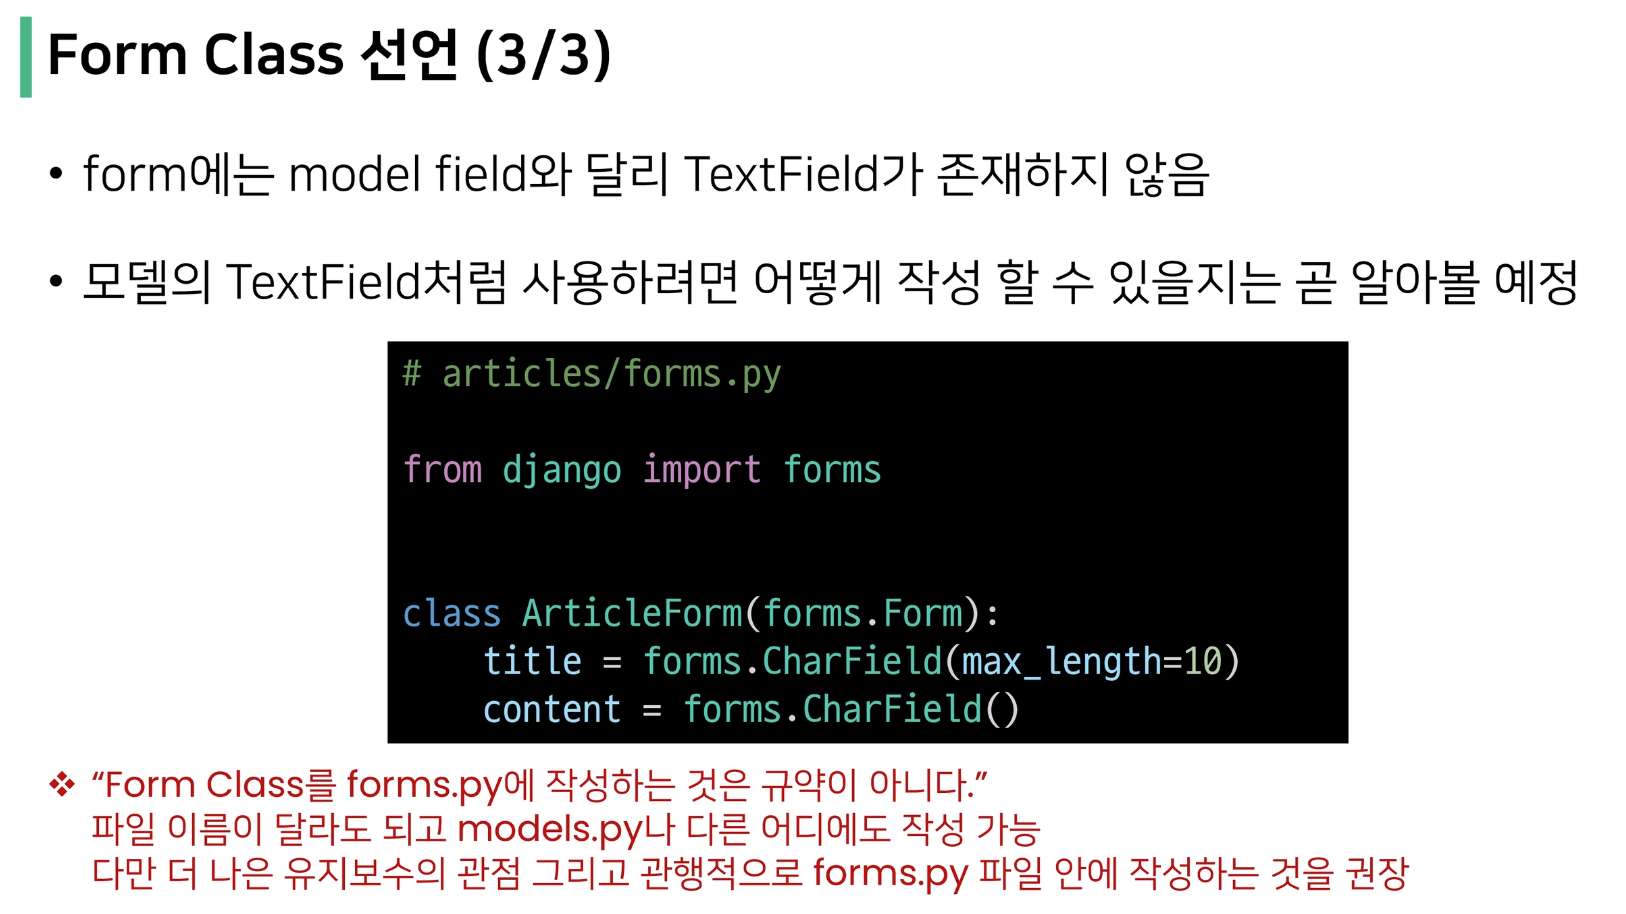 Form Class 선언 (3/3)
• form에는 model field와 달리 TextField가 존재하지 않음
• 모델의 TextField처럼 사용하려면 어떻게 작성 할 수 있을지는 곧 알아볼 예정
# articles/forms.py
from django import forms
class ArticleForm(forms.Form):
    title = forms.CharField(max_length=10)
    content = forms.CharField()
❖ “Form Class를 forms.py에 작성하는 것은 규약이 아니다.”
파일 이름이 달라도 되고 models.py나 다른 어디에도 작성 가능
다만 더 나은 유지보수의 관점 그리고 관행적으로 forms.py 파일 안에 작성하는 것을 권장